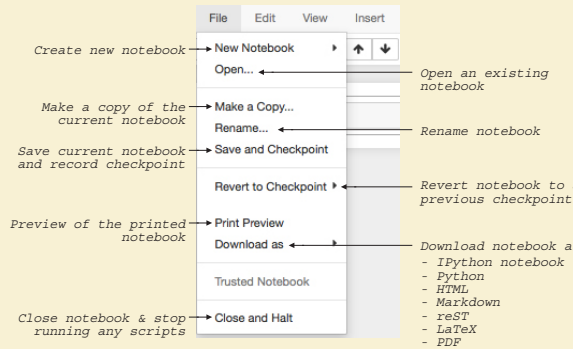 File Edit View Insert
Create new notebook
New Notebook
Open...
Open an existing
notebook
Make a copy of the
current notebook
Make a Copy...
Rename...
Rename notebook
Save current notebook
and record checkpoint
Save and Checkpoint
Revert to Checkpoint
Revert notebook to
previous checkpoint
Preview of the printed
notebook
Print Preview
Download as
Download notebook a
- IPython notebook
- Python
- HTML
- Markdown
- reST
- LaTeX
- PDF
Trusted Notebook
Close notebook & stop
running any scripts
Close and Halt